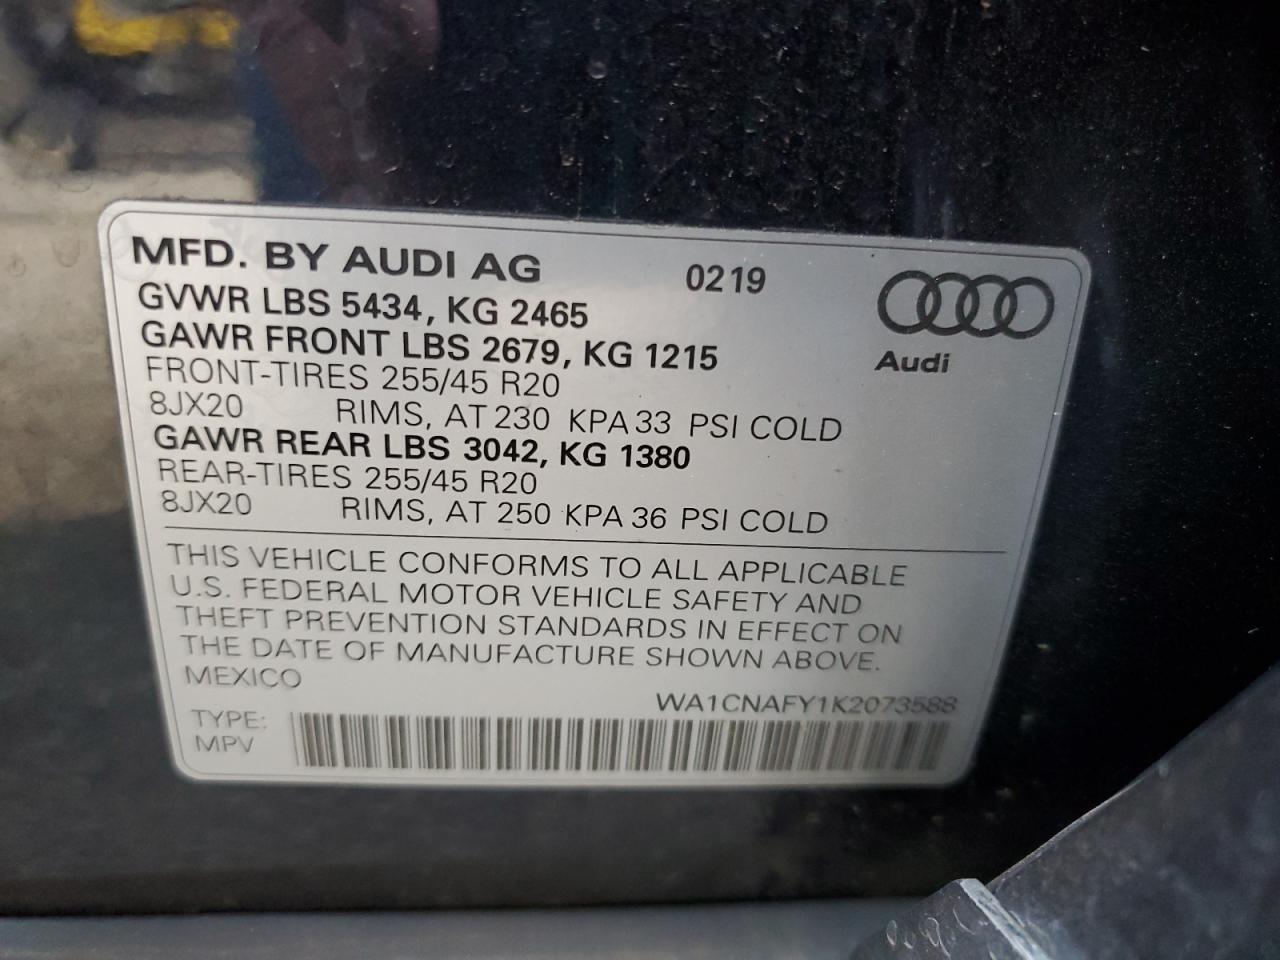 MFD. BY AUDI AG 0219
GVWR LBS 5434, KG 2465
GAWR FRONT LBS 2679, KG 1215
Audi
FRONT-TIRES 255/45 R20
8JX20 RIMS, AT 230 KPA 33 PSI COLD
GAWR REAR LBS 3042, KG 1380
REAR-TIRES 255/45 R20
8JX20 RIMS, AT 250 KPA 36 PSI COLD
THIS VEHICLE CONFORMS TO ALL APPLICABLE
U.S. FEDERAL MOTOR VEHICLE SAFETY AND
THEFT PREVENTION STANDARDS IN EFFECT ON
THE DATE OF MANUFACTURE SHOWN ABOVE.
MEXICO
WA1CNAFY1K2073588
TYPE:
MPV